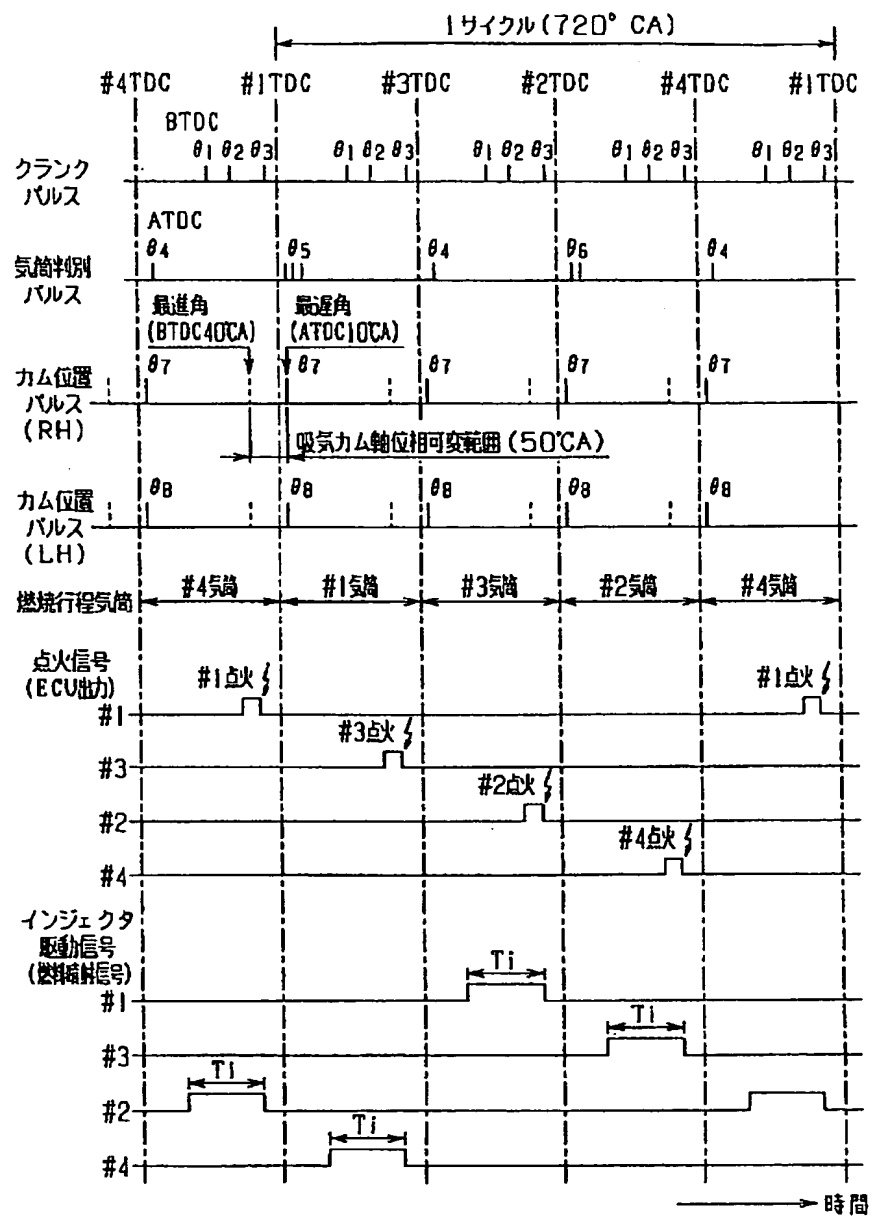 1サイクル(720° CA)
#4TDC #1TDC #3TDC #2TDC #4TDC #1TDC
BTDC
θ1 θ2 θ3 θ1 θ2 θ3 θ1 θ2 θ3 θ1 θ2 θ3 θ1 θ2 θ3
クランク
パルス
ATDC
θ4 θ5 θ4 θ6 θ4
気筒判別
パルス
最進角 最遅角
(BTDC40℃A) (ATDC10℃A)
θ7 θ7 θ7 θ7 θ7
カム位置
パルス
(RH)
吸気カム軸位相可変範囲(50℃A)
θ8 θ8 θ8 θ8 θ8
カム位置
パルス
(LH)
#4気筒 #1気筒 #3気筒 #2気筒 #4気筒
燃焼行程気筒
点火信号
(ECU出力)
#1点火 #1点火
#1
#3点火
#3
#2点火
#2
#4点火
#4
インジェクタ
駆動信号
(燃料噴射信号)
Ti
#1
Ti
#3
Ti
#2
Ti
#4
時間